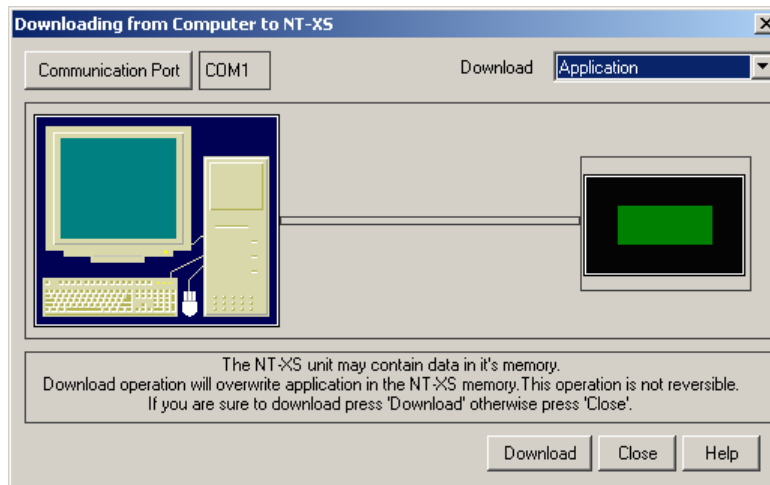 Downloading from Computer to NT-XS
Communication Port COM1 Download Application
The NT-XS unit may contain data in it's memory.
Download operation will overwrite application in the NT-XS memory.This operation is not reversible.
If you are sure to download press 'Download' otherwise press 'Close'.
Download Close Help